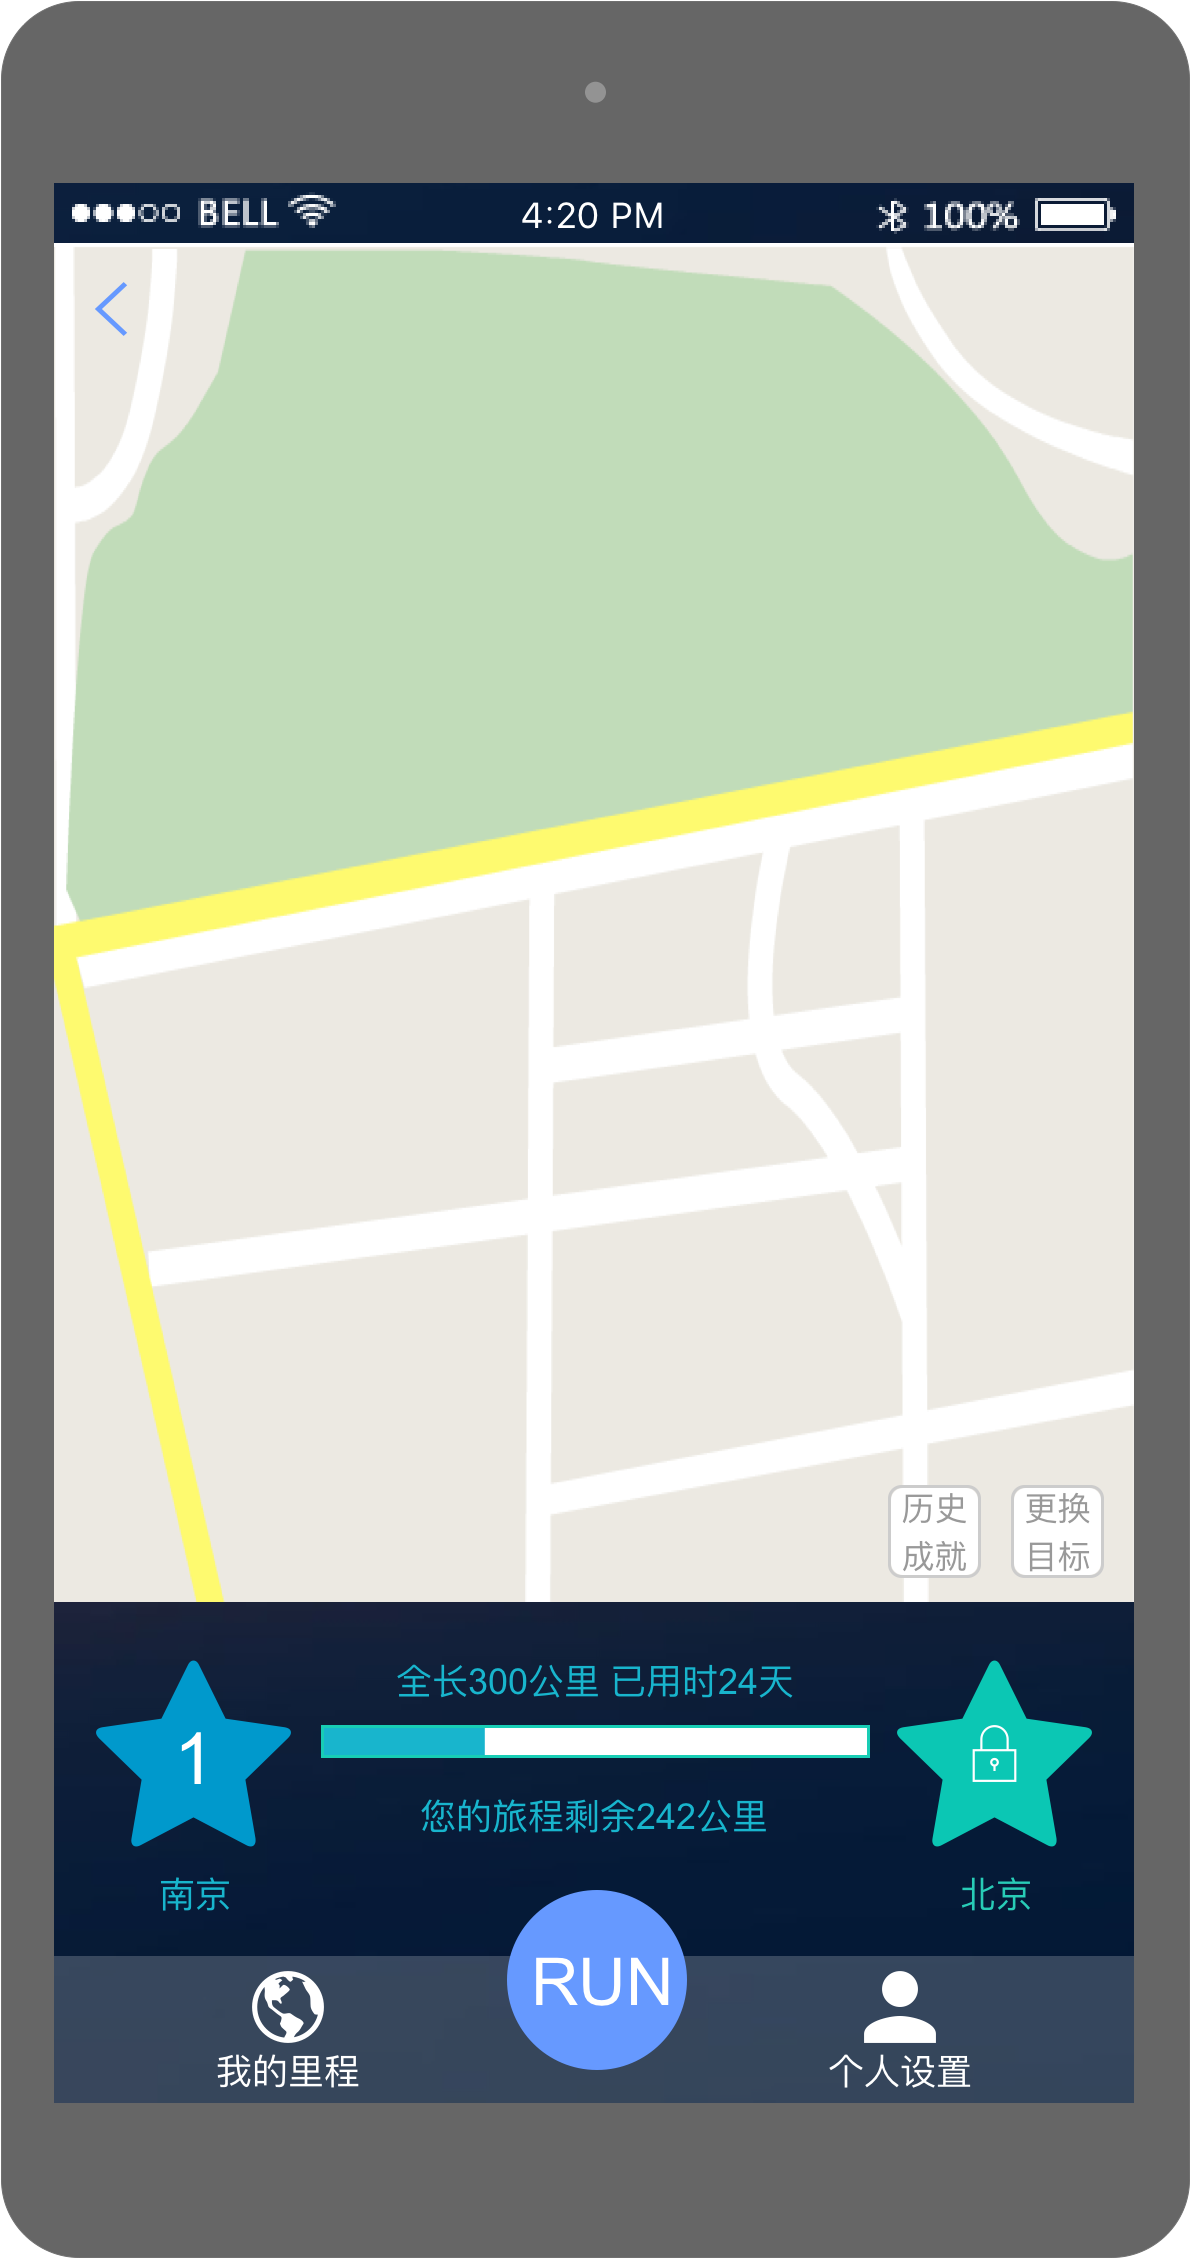 BELL 4:20 PM 100%
历史
成就
更换
目标
全长300公里 已用时24天
1
您的旅程剩余242公里
南京
北京
RUN
我的里程
个人设置